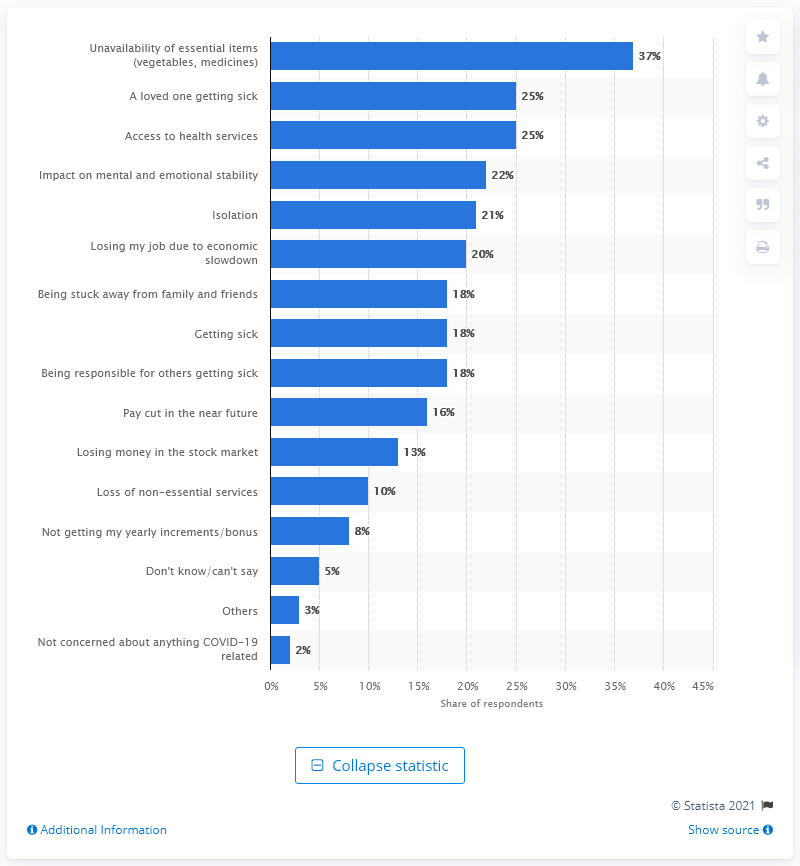 Unavailability of essential items
(vegetables, medicines)
37%
A loved one getting sick
25%
Access to health services
25%
Impact on mental and emotional stability
22%
Isolation
21%
Losing my job due to economic
slowdown
20%
Being stuck away from family and friends
18%
Getting sick
18%
Being responsible for others getting sick
18%
Pay cut in the near future
16%
Losing money in the stock market
13%
Loss of non-essential services
10%
Not getting my yearly increments/bonus
8%
Don't know/can't say
5%
Others
3%
Not concerned about anything COVID-19
related
2%
0% 5% 10% 15% 20% 25% 30% 35% 40% 45%
Share of respondents
Collapse statistic
© Statista 2021
Additional Information
Show source